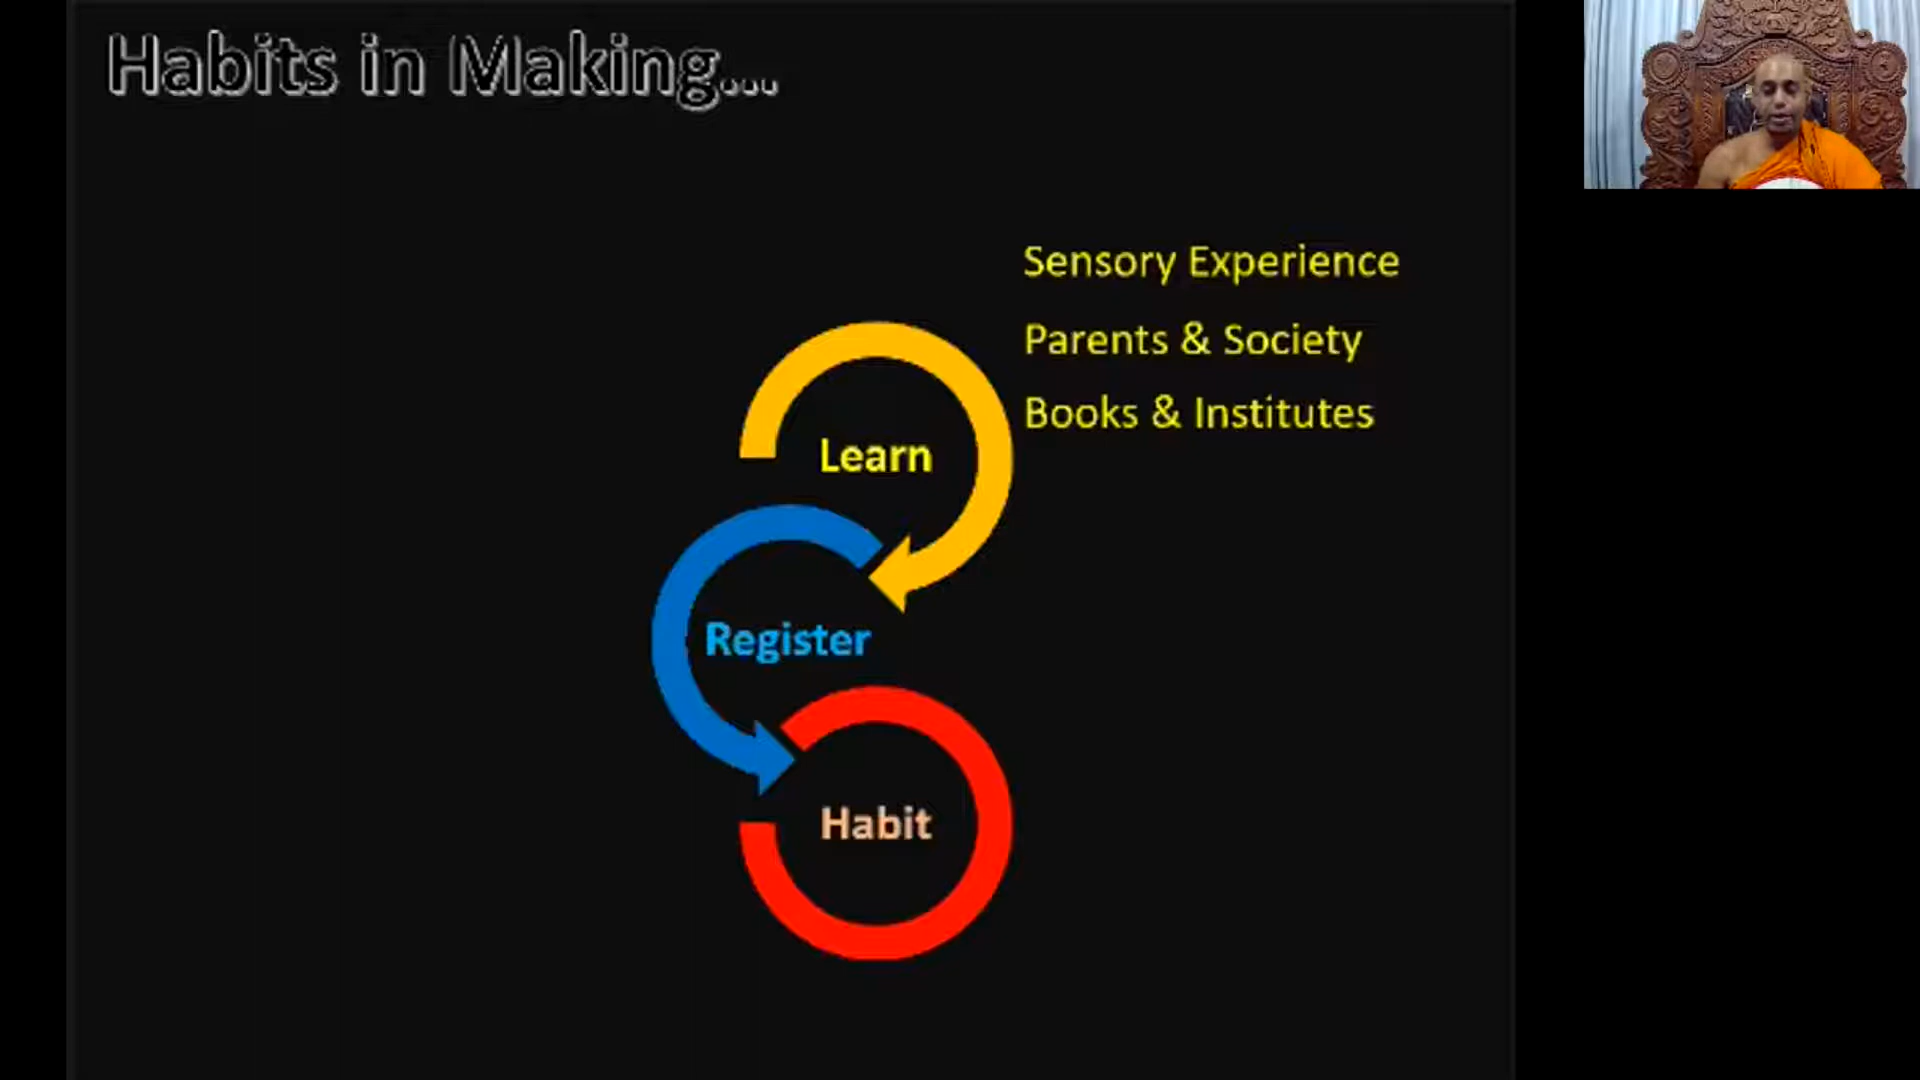 Habits in Making...
Sensory Experience
Parents & Society
Books & Institutes
Learn
Register
Habit